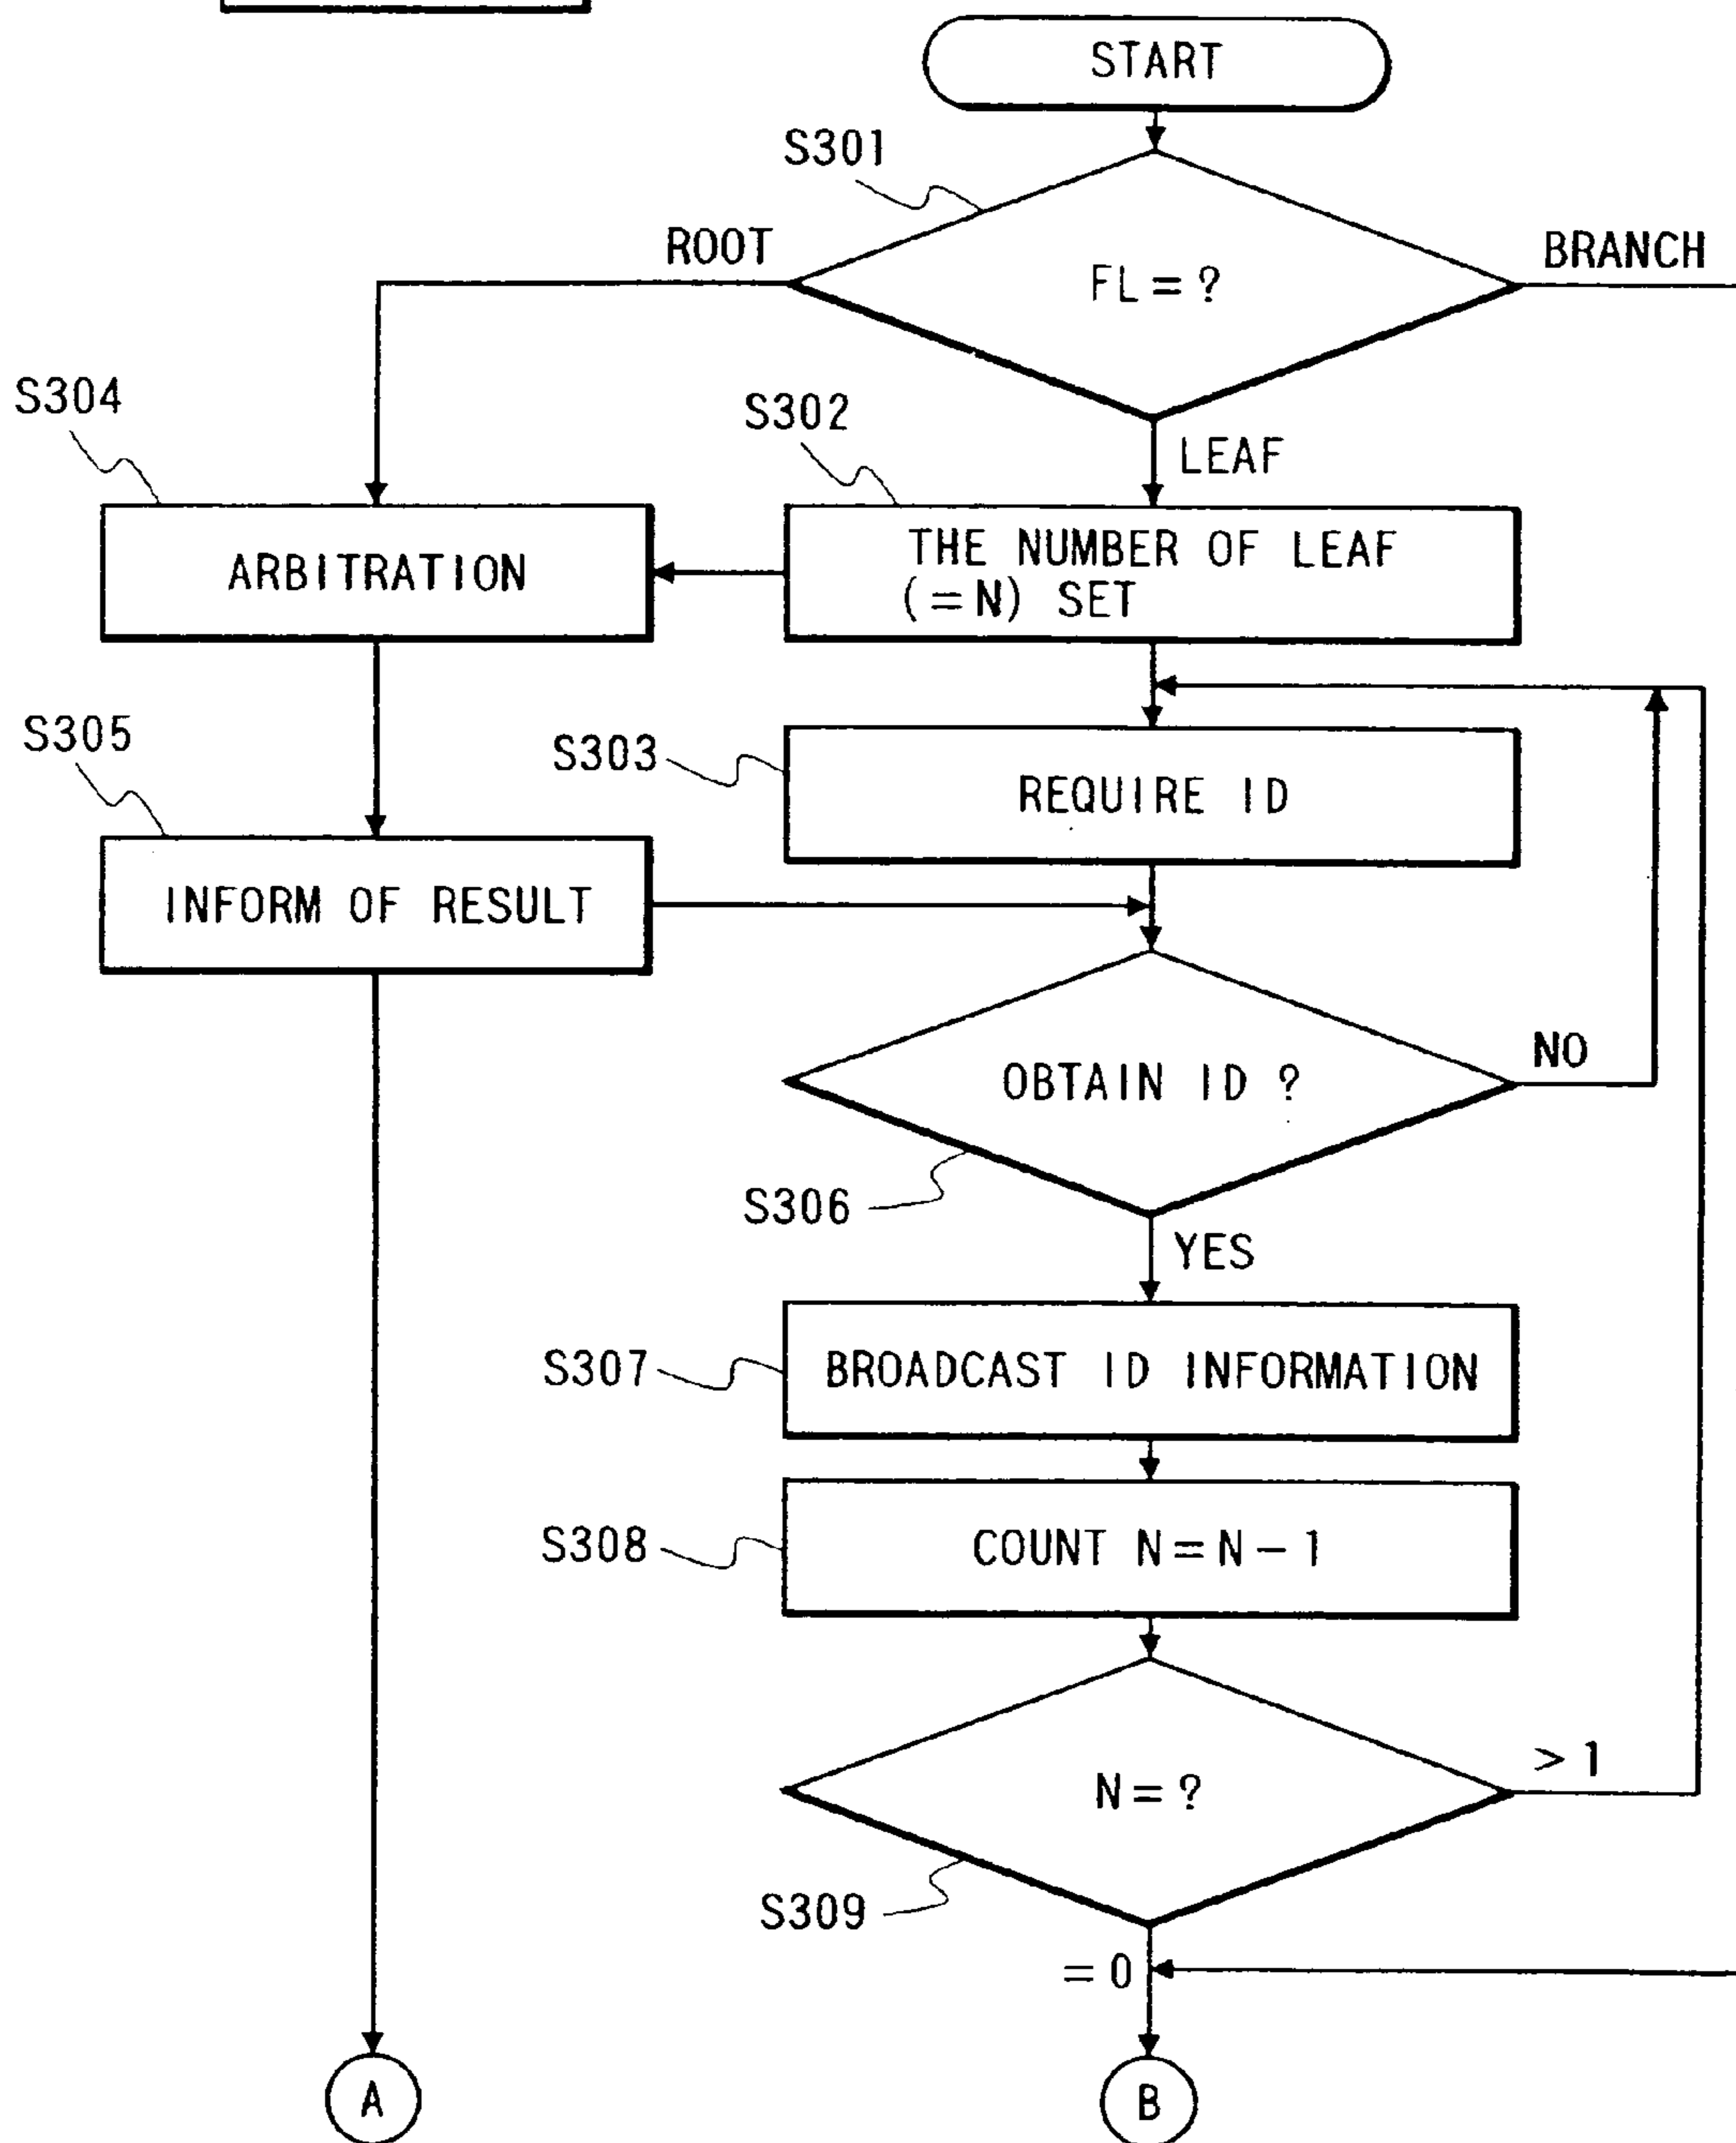 START
S301
ROOT
BRANCH
FL=?
S304
S302
LEAF
ARBITRATION
THE NUMBER OF LEAF
(=N) SET
S305
S303
REQUIRE ID
INFORM OF RESULT
OBTAIN ID ?
NO
S306
YES
S307
BROADCAST ID INFORMATION
S308
COUNT N=N-1
>1
N=?
S309
=0
A
B